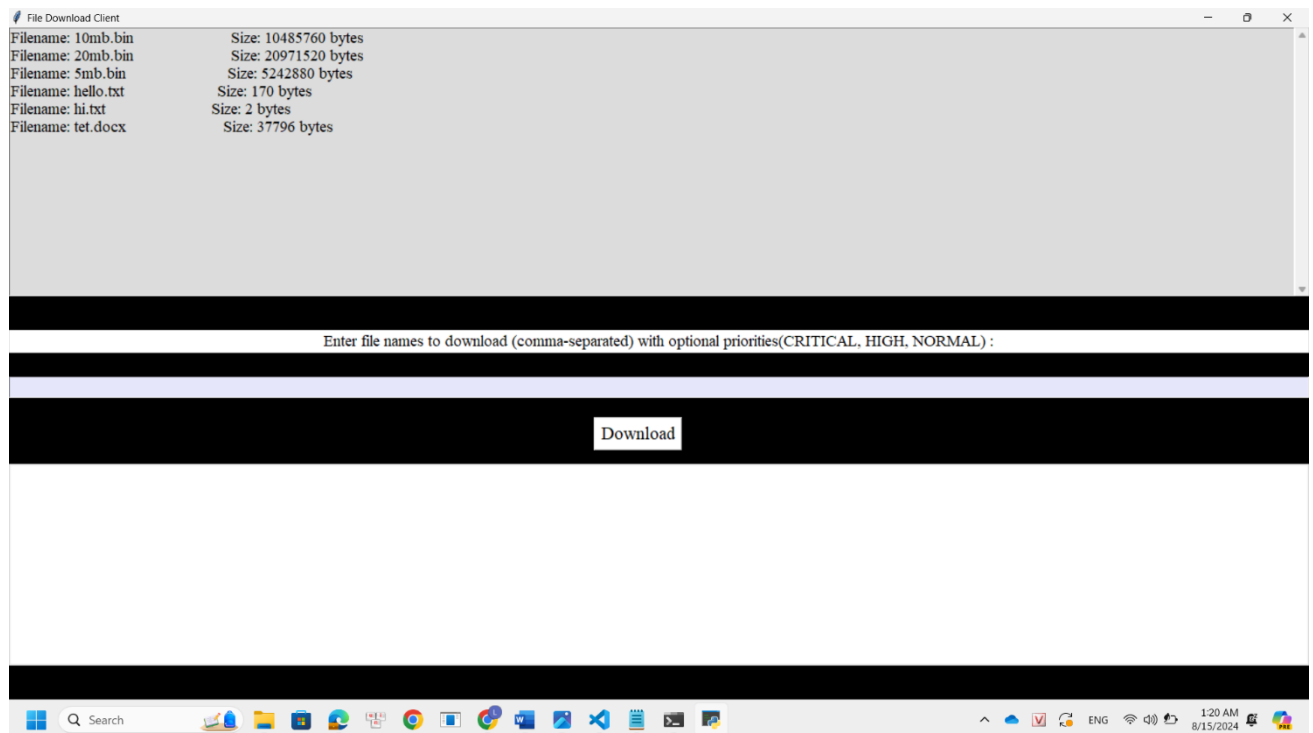 File Download Client
Filename: 10mb.bin Size: 10485760 bytes
Filename: 20mb.bin Size: 20971520 bytes
Filename: 5mb.bin Size: 5242880 bytes
Filename: hello.txt Size: 170 bytes
Filename: hi.txt Size: 2 bytes
Filename: tet.docx Size: 37796 bytes
Enter file names to download (comma-separated) with optional priorities(CRITICAL, HIGH, NORMAL) :
Download
Search
ENG
1:20 AM
8/15/2024